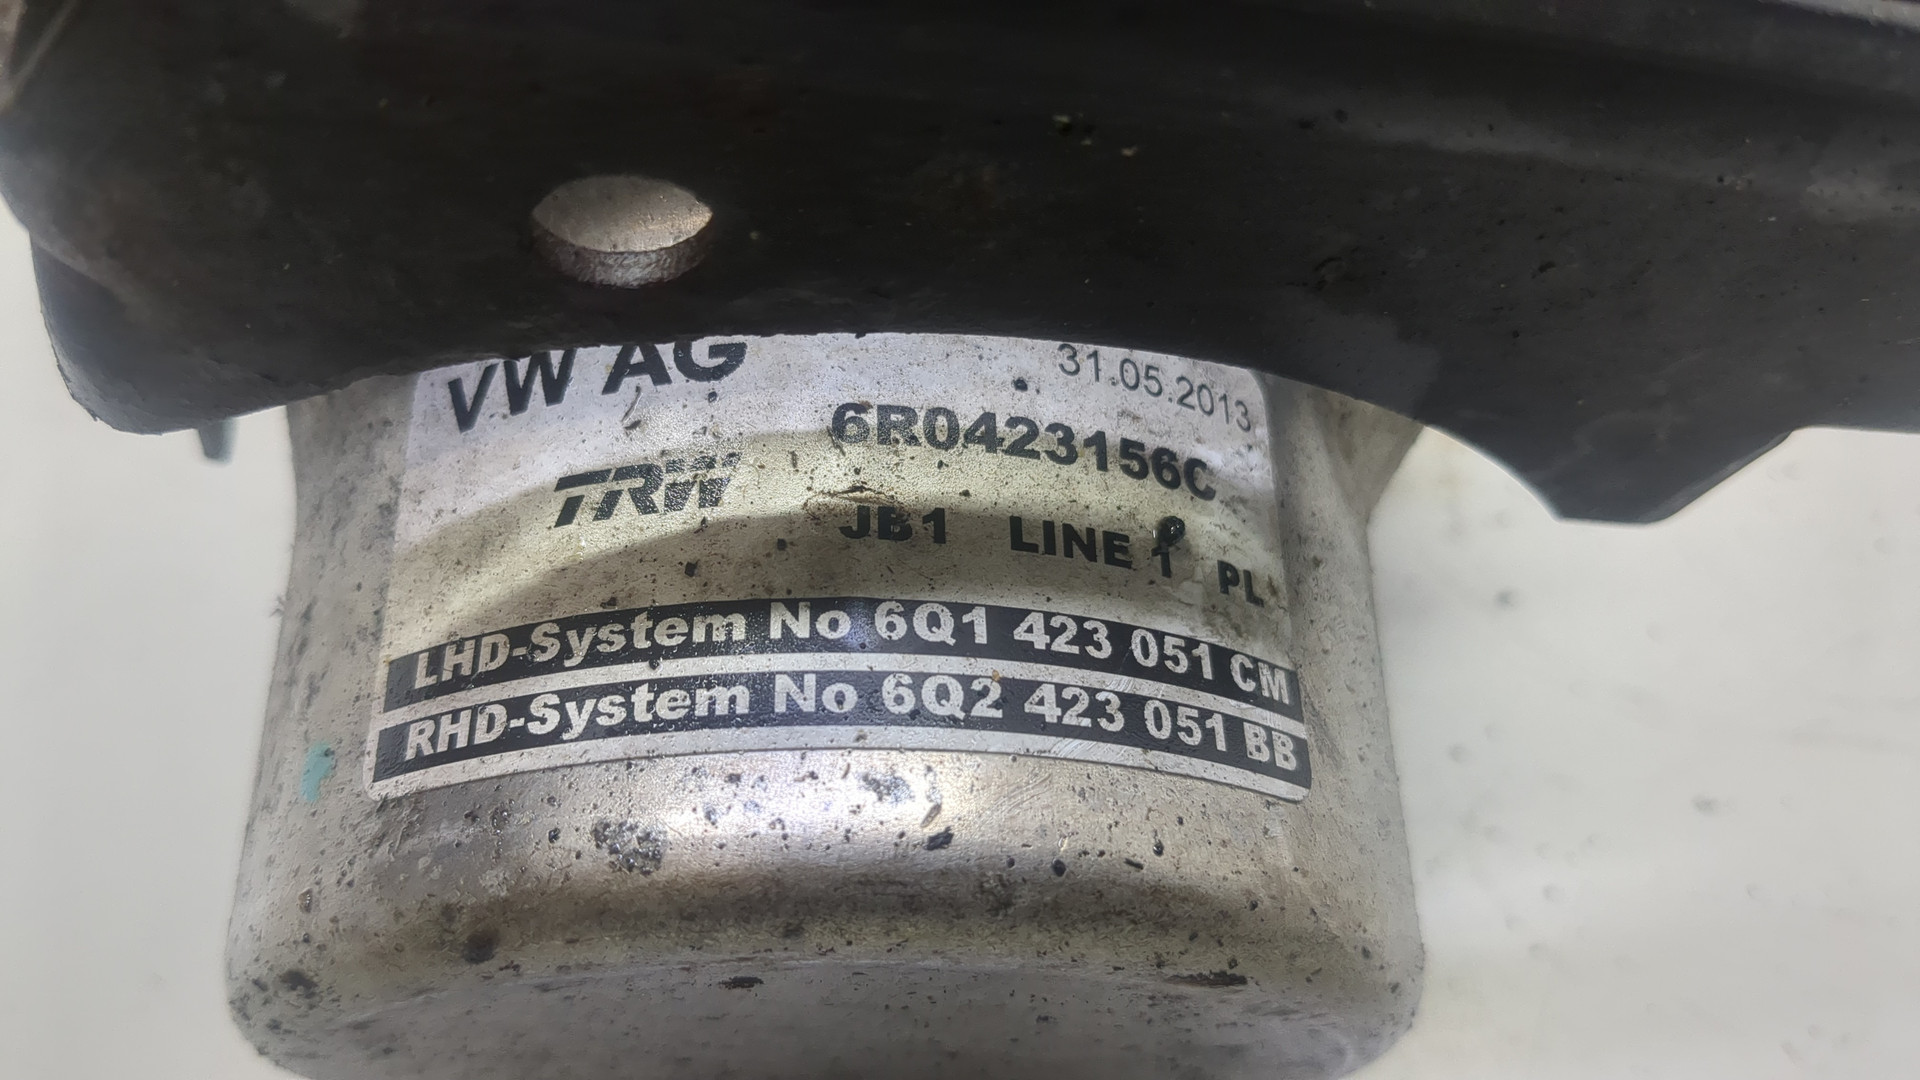 VW AG 31.05.2013
6R0423156C
TRW
JB1 LINE 1 PL
LHD-System No 6Q1 423 051 CM
RHD-System No 6Q2 423 051 BB